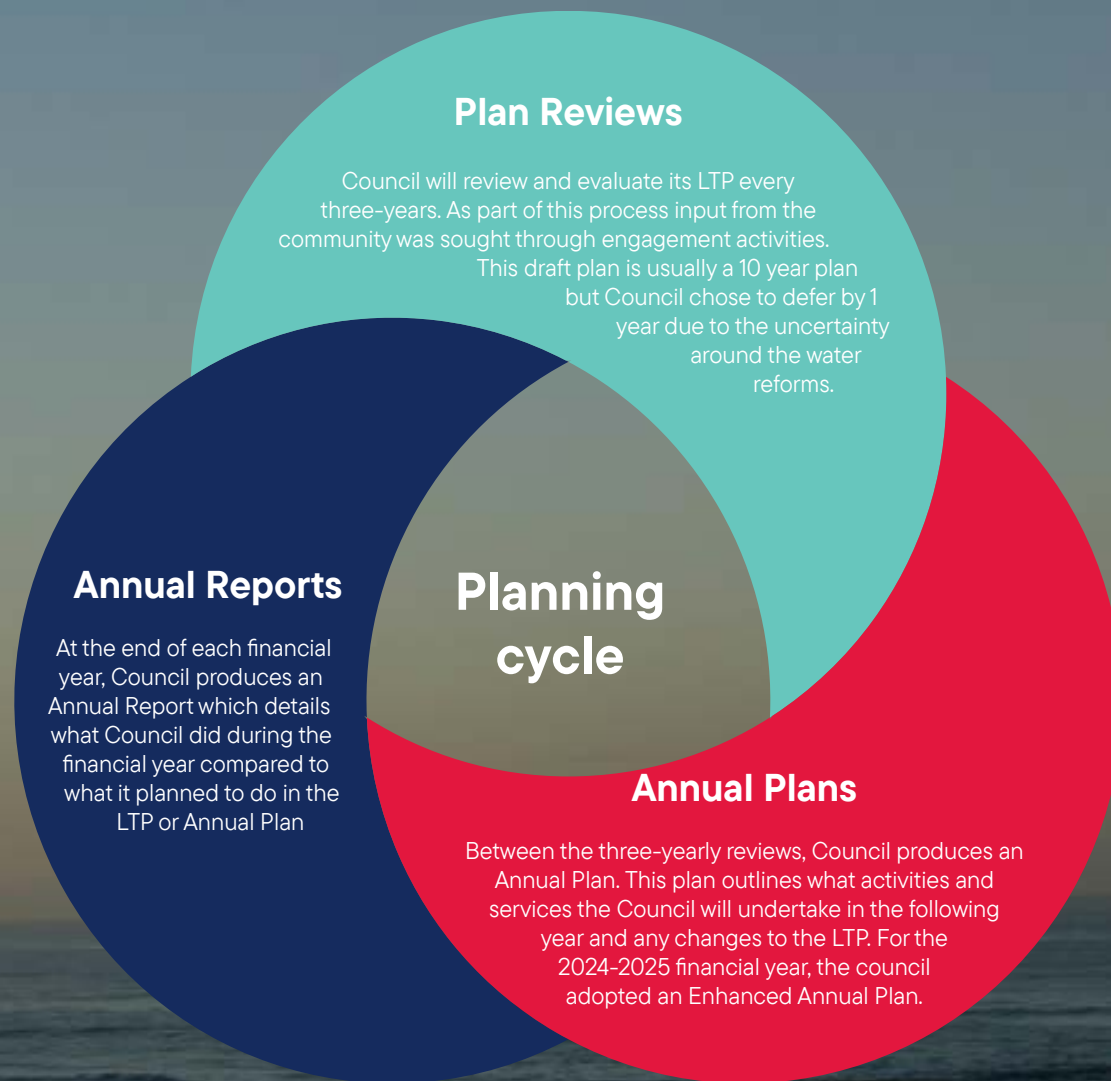 Plan Reviews
Council will review and evaluate its LTP every
three-years. As part of this process input from the
community was sought through engagement activities.
This draft plan is usually a 10 year plan
but Council chose to defer by 1
year due to the uncertainty
around the water
reforms.
Annual Reports
At the end of each financial
year, Council produces an
Annual Report which details
what Council did during the
financial year compared to
what it planned to do in the
LTP or Annual Plan
Planning
cycle
Annual Plans
Between the three-yearly reviews, Council produces an
Annual Plan. This plan outlines what activities and
services the Council will undertake in the following
year and any changes to the LTP. For the
2024-2025 financial year, the council
adopted an Enhanced Annual Plan.